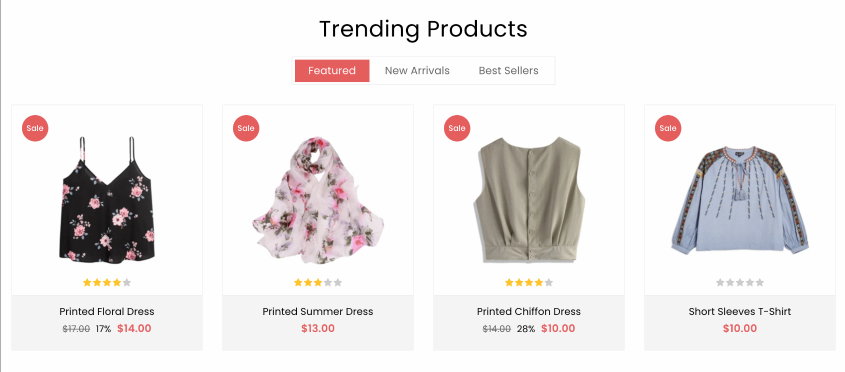 Trending Products
Featured New Arrivals Best Sellers
Sale Sale Sale Sale
Printed Floral Dress
$17.00 17% $14.00
Printed Summer Dress
$13.00
Printed Chiffon Dress
$14.00 28% $10.00
Short Sleeves T-Shirt
$10.00